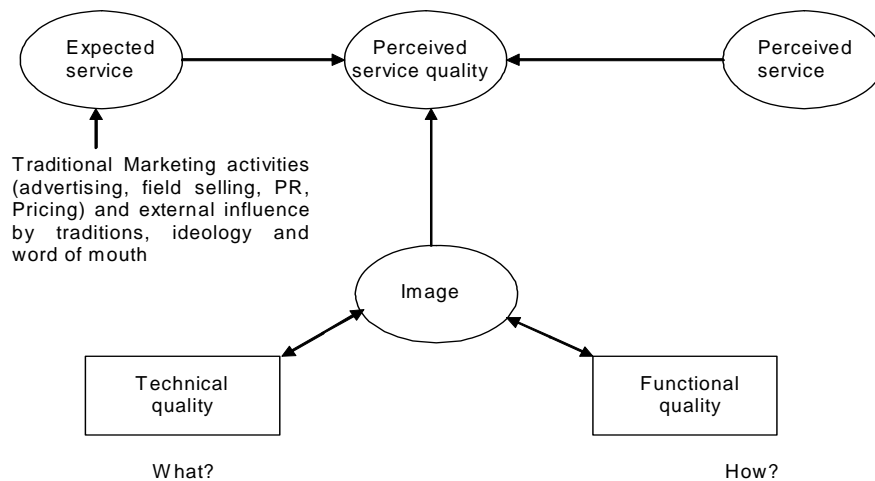 Expected
service
Perceived
service quality
Perceived
service
Traditional Marketing activities
(advertising, field selling, PR,
Pricing) and external influence
by traditions, ideology and
word of mouth
Image
Technical
quality
Functional
quality
What?
How?